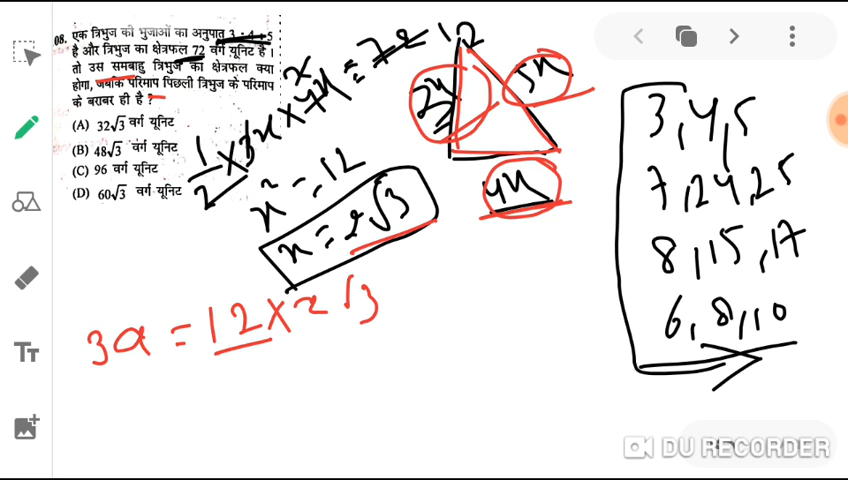 08. एक त्रिभुज की भुजाओं का अनुपात 3 : 4 : 5
है और त्रिभुज का क्षेत्रफल 72 वर्ग यूनिट है।
तो उस समबाहु त्रिभुज का क्षेत्रफल क्या
होगा, जबकि परिमाप पिछली त्रिभुज के परिमाप
के बराबर ही है ?
(A) 32√3 वर्ग यूनिट
(B) 48√3 वर्ग यूनिट
(C) 96 वर्ग यूनिट
(D) 60√3 वर्ग यूनिट
1/2 × 3x × 4x = 72 12
x² = 12
x = 2√3
3a = 12 × 2√3
5x
4x
3, 4, 5
7, 24, 25
8, 15, 17
6, 8, 10
DU RECORDER